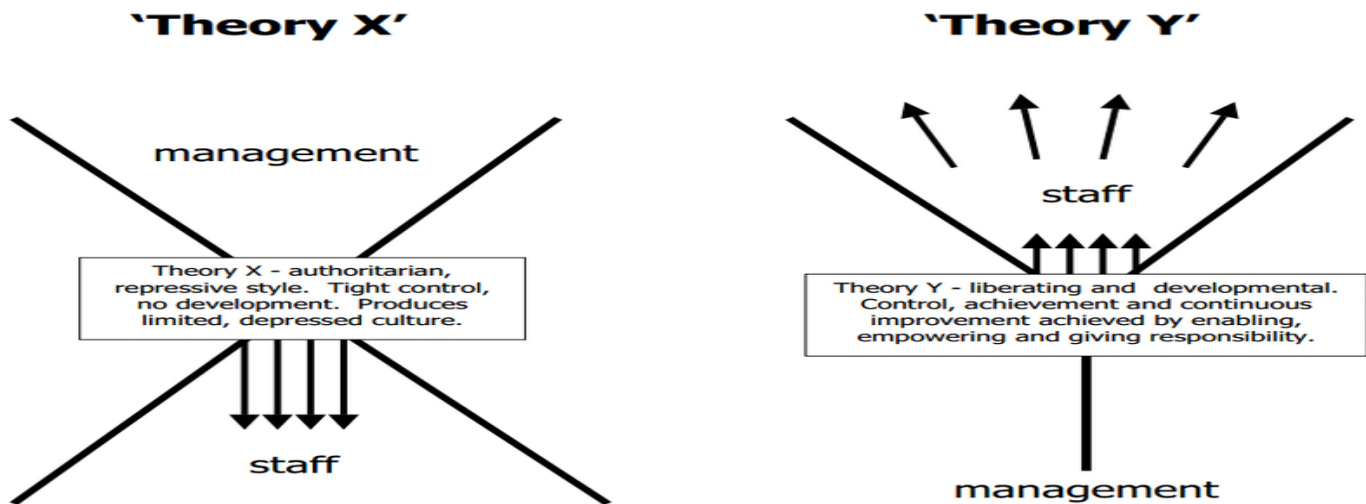 ‘Theory X’
management
Theory X - authoritarian,
repressive style. Tight control,
no development. Produces
limited, depressed culture.
staff
‘Theory Y’
staff
Theory Y - liberating and developmental.
Control, achievement and continuous
improvement achieved by enabling,
empowering and giving responsibility.
management